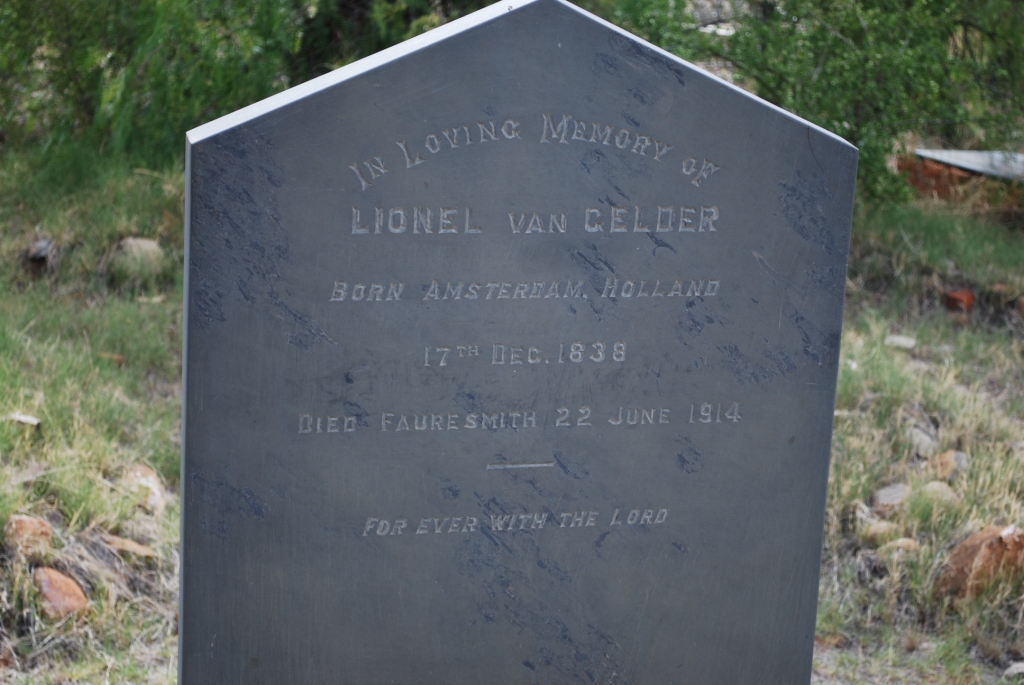 IN LOVING MEMORY OF
LIONEL VAN GELDER
BORN AMSTERDAM, HOLLAND
17TH DEC. 1838
DIED FAURESMITH 22 JUNE 1914
FOR EVER WITH THE LORD